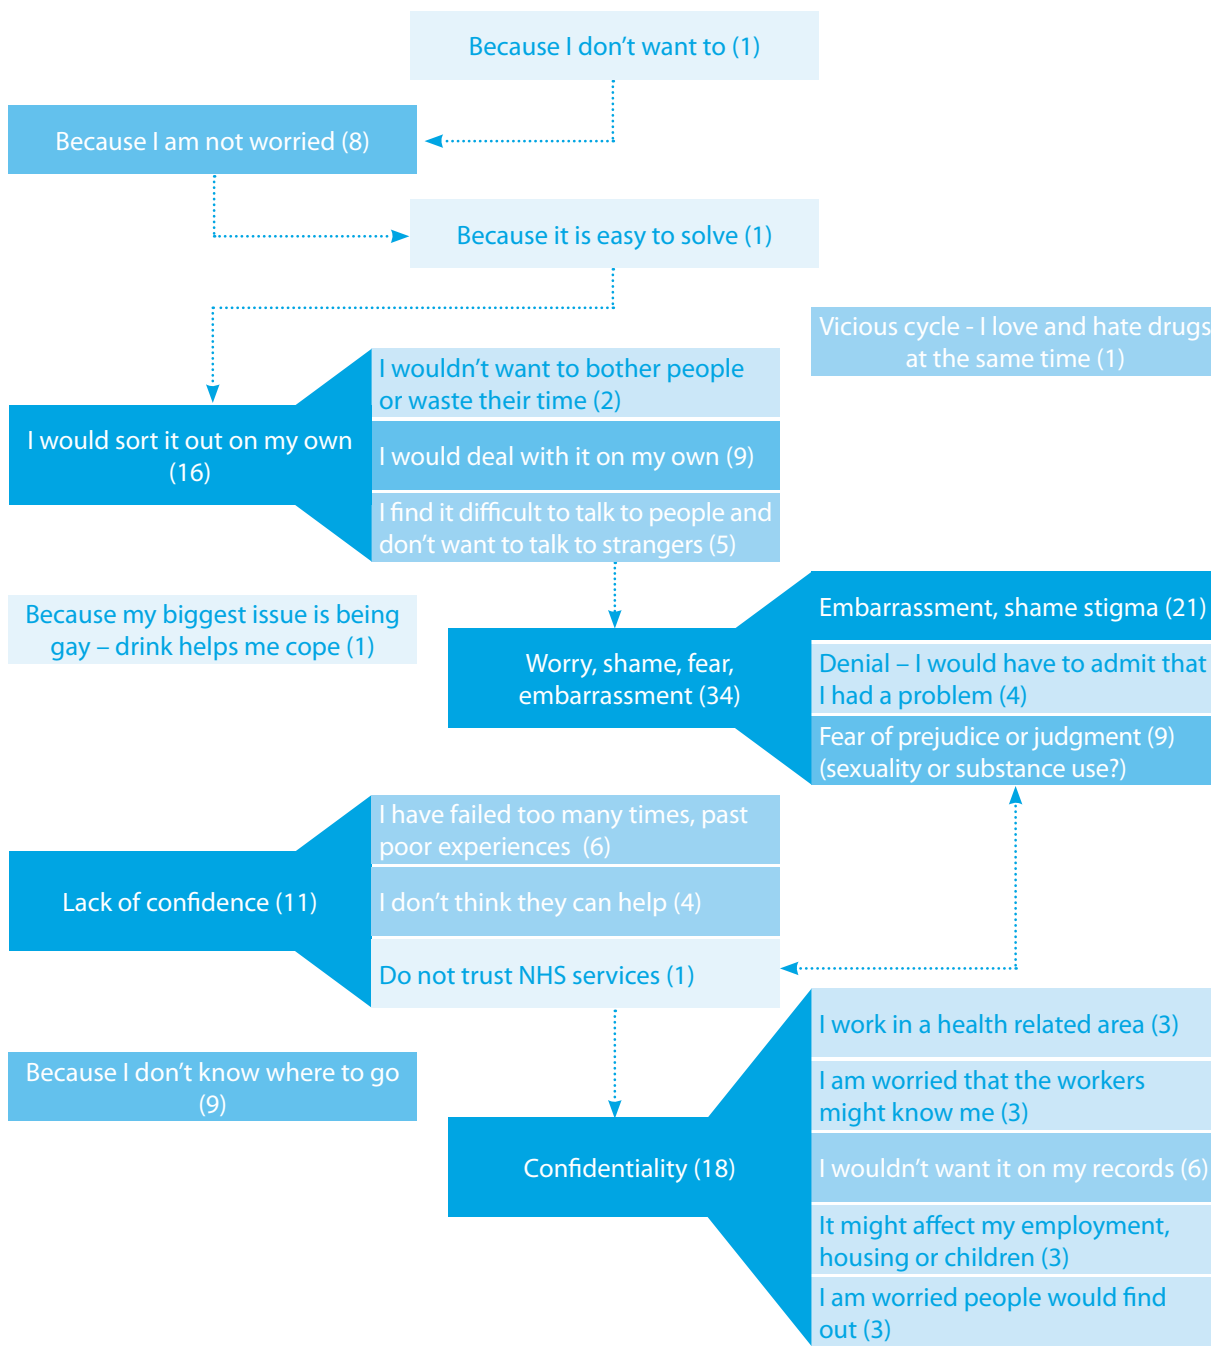 Because I don't want to (1)
Because I am not worried (8)
Because it is easy to solve (1)
Vicious cycle - I love and hate drugs
at the same time (1)
I would sort it out on my own
(16)
I wouldn't want to bother people
or waste their time (2)
I would deal with it on my own (9)
I find it difficult to talk to people and
don't want to talk to strangers (5)
Because my biggest issue is being
gay – drink helps me cope (1)
Worry, shame, fear,
embarrassment (34)
Embarrassment, shame stigma (21)
Denial – I would have to admit that
I had a problem (4)
Fear of prejudice or judgment (9)
(sexuality or substance use?)
Lack of confidence (11)
I have failed too many times, past
poor experiences  (6)
I don't think they can help (4)
Do not trust NHS services (1)
Because I don't know where to go
(9)
Confidentiality (18)
I work in a health related area (3)
I am worried that the workers
might know me (3)
I wouldn't want it on my records (6)
It might affect my employment,
housing or children (3)
I am worried people would find
out (3)